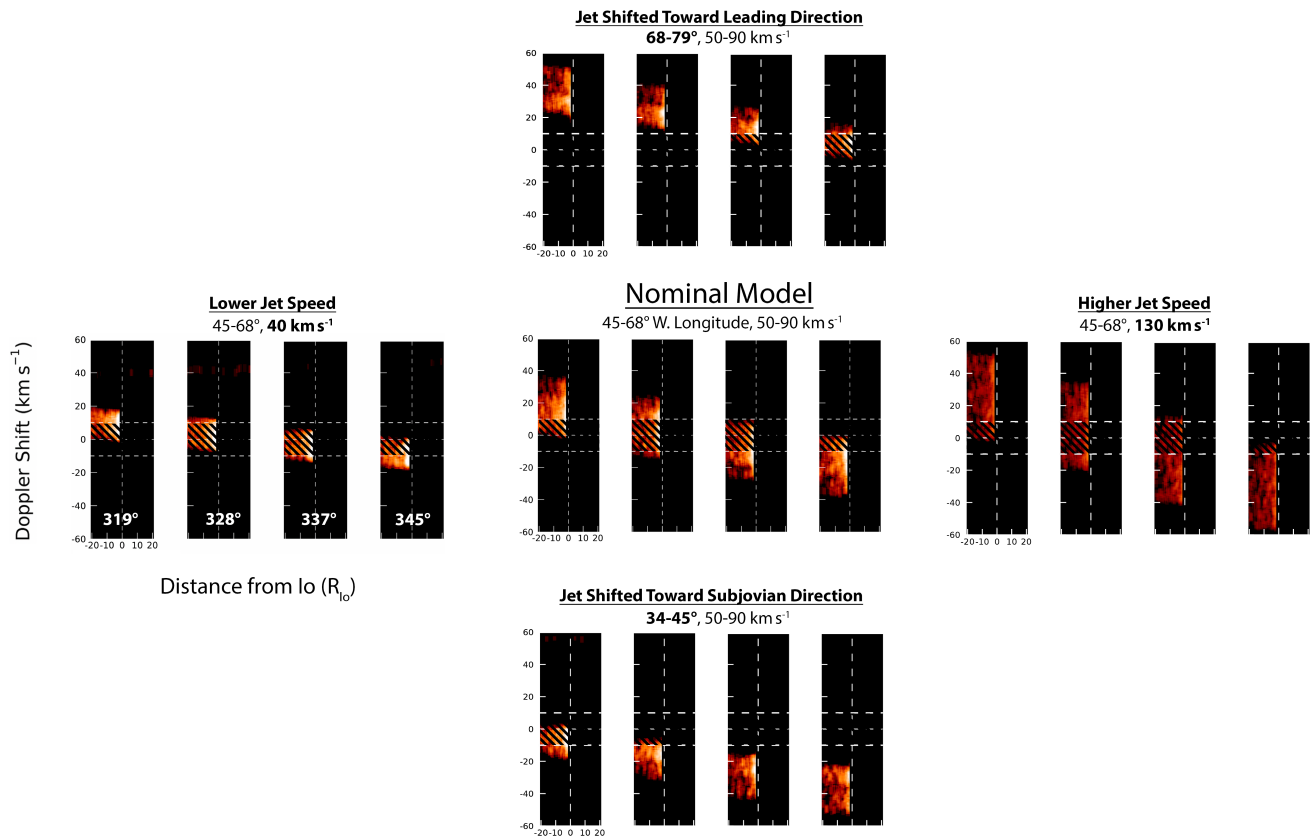 Jet Shifted Toward Leading Direction
68-79°, 50-90 km s⁻¹
60
40
20
0
-20
-40
-60
-20 -10 0 10 20
Lower Jet Speed
45-68°, 40 km s⁻¹
Nominal Model
45-68° W. Longitude, 50-90 km s⁻¹
Higher Jet Speed
45-68°, 130 km s⁻¹
Doppler Shift (km s⁻¹)
60
40
20
0
-20
-40
-60
319° 328° 337° 345°
-20 -10 0 10 20
60
40
20
0
-20
-40
-60
-20 -10 0 10 20
60
40
20
0
-20
-40
-60
-20 -10 0 10 20
Distance from Io (R_Io)
Jet Shifted Toward Subjovian Direction
34-45°, 50-90 km s⁻¹
60
40
20
0
-20
-40
-60
-20 -10 0 10 20